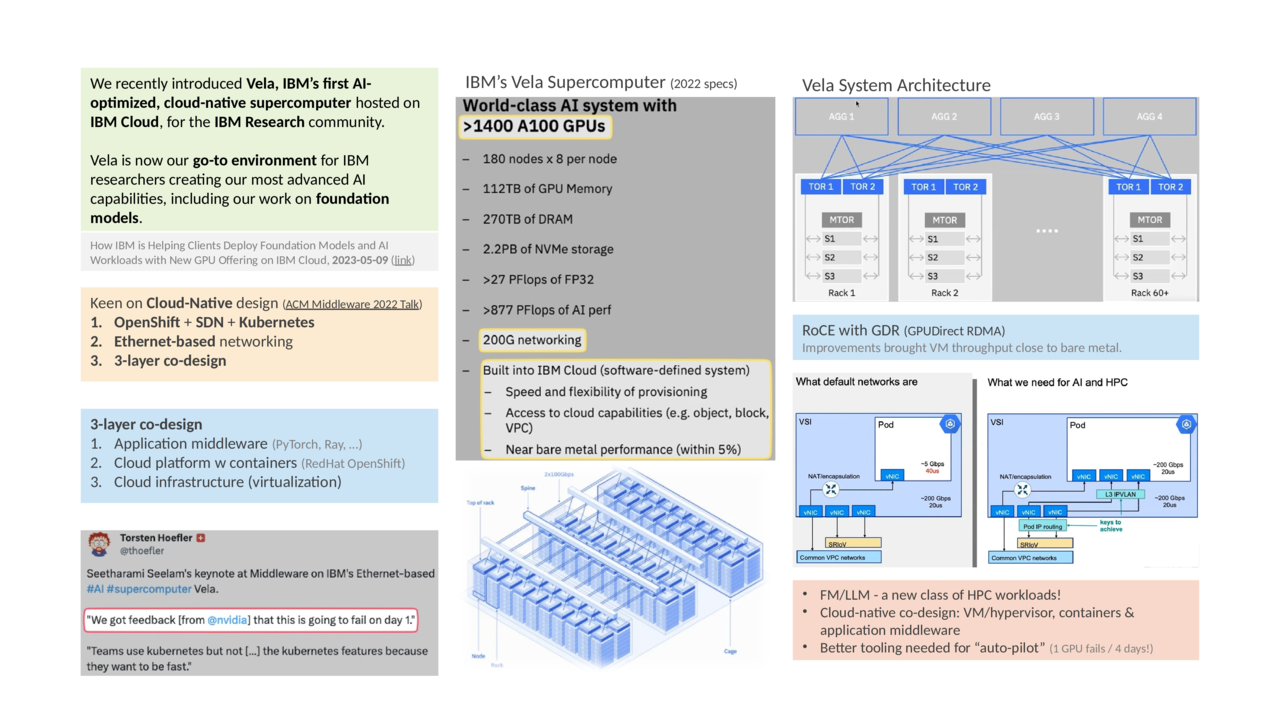 We recently introduced Vela, IBM's first AI-
optimized, cloud-native supercomputer hosted on
IBM Cloud, for the IBM Research community.
Vela is now our go-to environment for IBM
researchers creating our most advanced AI
capabilities, including our work on foundation
models.
How IBM is Helping Clients Deploy Foundation Models and AI
Workloads with New GPU Offering on IBM Cloud, 2023-05-09 (link)
Keen on Cloud-Native design (ACM Middleware 2022 Talk)
1. OpenShift + SDN + Kubernetes
2. Ethernet-based networking
3. 3-layer co-design
3-layer co-design
1. Application middleware (PyTorch, Ray, ...)
2. Cloud platform w containers (RedHat OpenShift)
3. Cloud infrastructure (virtualization)
Torsten Hoefler
@thoefler
Seetharami Seelam's keynote at Middleware on IBM's Ethernet-based
#AI #supercomputer Vela.
"We got feedback [from @nvidia] that this is going to fail on day 1."
"Teams use kubernetes but not [...] the kubernetes features because
they want to be fast."
IBM's Vela Supercomputer (2022 specs)
World-class AI system with
>1400 A100 GPUs
– 180 nodes x 8 per node
– 112TB of GPU Memory
– 270TB of DRAM
– 2.2PB of NVMe storage
– >27 PFlops of FP32
– >877 PFlops of AI perf
– 200G networking
– Built into IBM Cloud (software-defined system)
– Speed and flexibility of provisioning
– Access to cloud capabilities (e.g. object, block,
VPC)
– Near bare metal performance (within 5%)
2x100Gbps
Spine
Top of rack
Node
Rack
Cage
Vela System Architecture
AGG 1 AGG 2 AGG 3 AGG 4
TOR 1 TOR 2 TOR 1 TOR 2 TOR 1 TOR 2
MTOR MTOR MTOR
S1 S1 S1
S2 S2 S2
S3 S3 S3
Rack 1 Rack 2 Rack 60+
RoCE with GDR (GPUDirect RDMA)
Improvements brought VM throughput close to bare metal.
What default networks are
VSI
Pod
~5 Gbps
40us
vNIC
NAT/encapsulation
~200 Gbps
20us
vNIC vNIC vNIC
SRIoV
Common VPC networks
What we need for AI and HPC
VSI
Pod
~200 Gbps
20us
vNIC vNIC vNIC
NAT/encapsulation
L3 IPVLAN
~200 Gbps
20us
vNIC vNIC vNIC
Pod IP routing
keys to
achieve
SRIoV
Common VPC networks
• FM/LLM - a new class of HPC workloads!
• Cloud-native co-design: VM/hypervisor, containers &
application middleware
• Better tooling needed for “auto-pilot” (1 GPU fails / 4 days!)